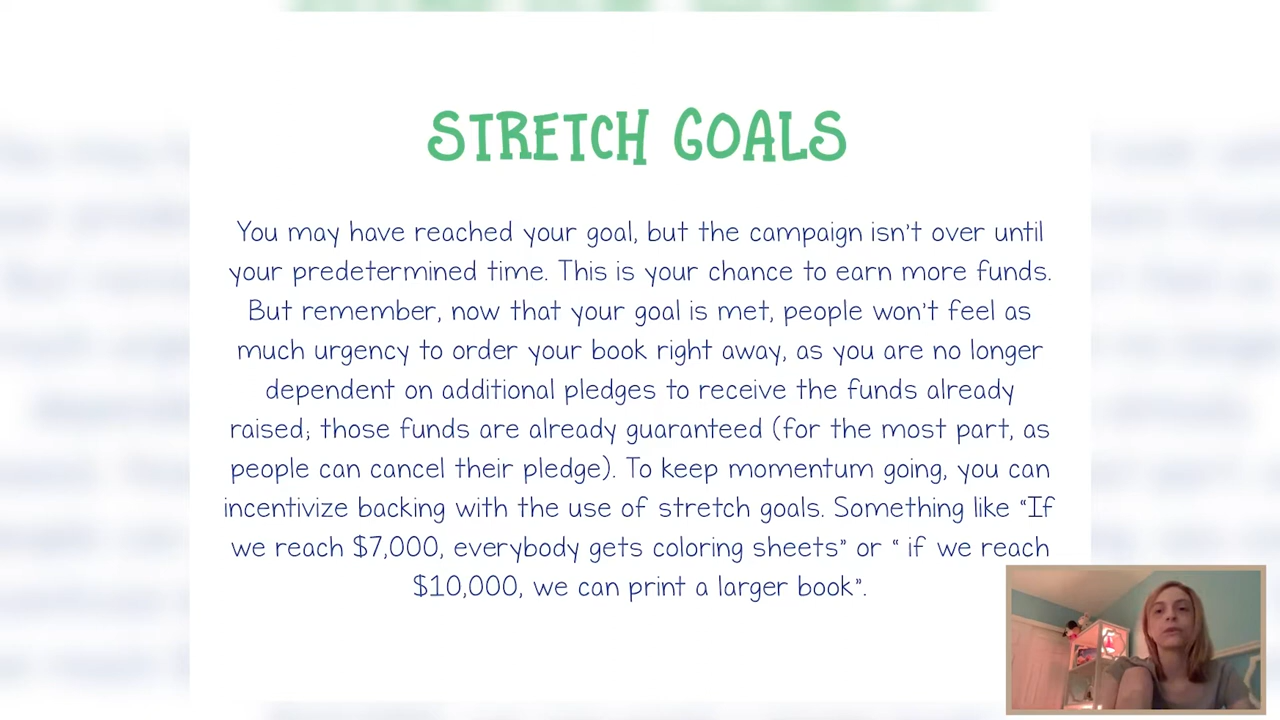 STRETCH GOALS
You may have reached your goal, but the campaign isn't over until
your predetermined time. This is your chance to earn more funds.
But remember, now that your goal is met, people won't feel as
much urgency to order your book right away, as you are no longer
dependent on additional pledges to receive the funds already
raised; those funds are already guaranteed (for the most part, as
people can cancel their pledge). To keep momentum going, you can
incentivize backing with the use of stretch goals. Something like “If
we reach $7,000, everybody gets coloring sheets” or “ if we reach
$10,000, we can print a larger book”.